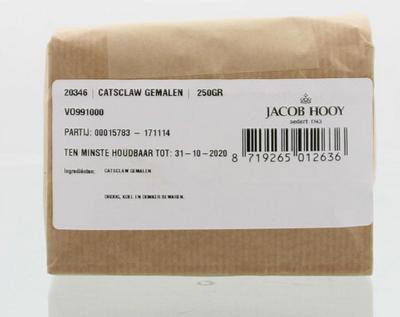 20346 | CATSCLAW GEMALEN | 250GR
VO991000
PARTIJ: 00015783 - 171114
TEN MINSTE HOUDBAAR TOT: 31-10-2020
Ingrediënten: CATSCLAW GEMALEN
DROOG, KOEL EN DONKER BEWAREN.
JACOB HOOY
sedert 1743
8 719265 012636